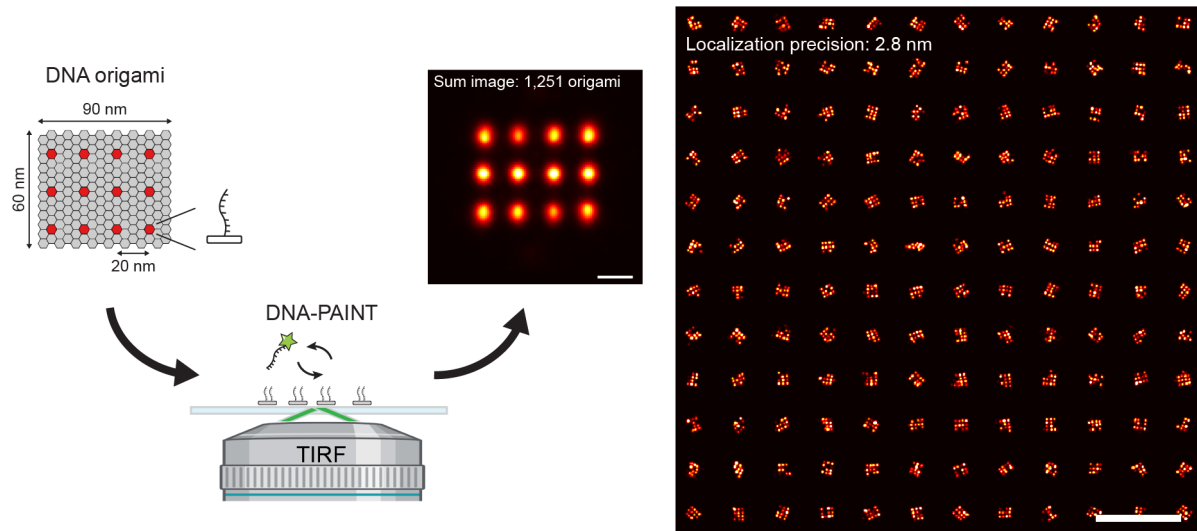 DNA origami
90 nm
60 nm
20 nm
DNA-PAINT
TIRF
Sum image: 1,251 origami
Localization precision: 2.8 nm